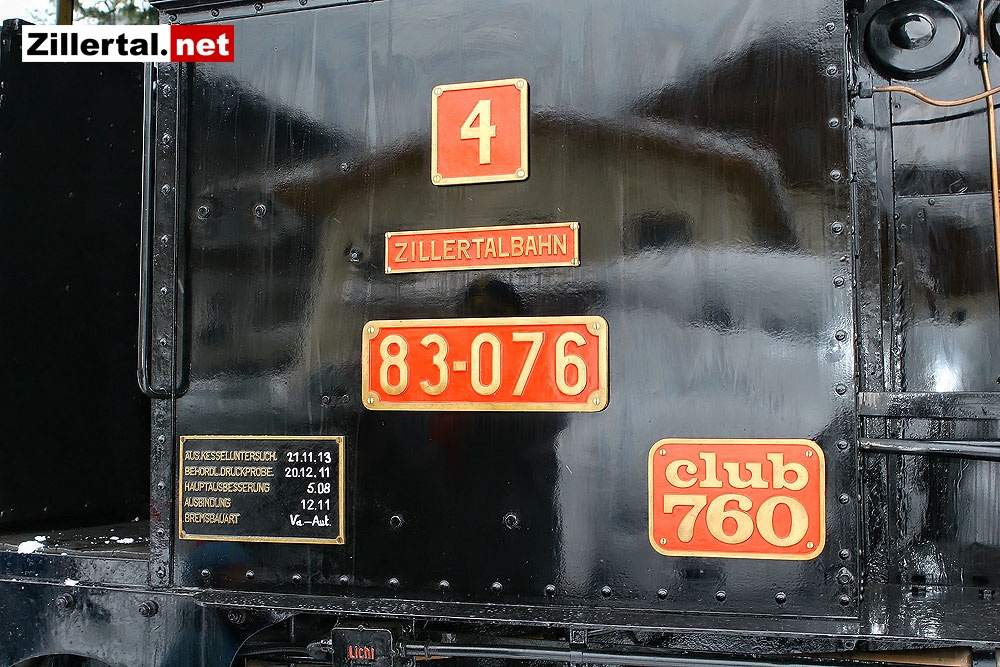 Zillertal.net
4
ZILLERTALBAHN
83-076
AUS.KESSELUNTERSUCH. 21.11.13
BEHÖRDL.DRUCKPROBE. 20.12.11
HAUPTAUSBESSERUNG 5.08
AUSBINDUNG 12.11
BREMSBAUART Va-Aut.
club
760
Licht